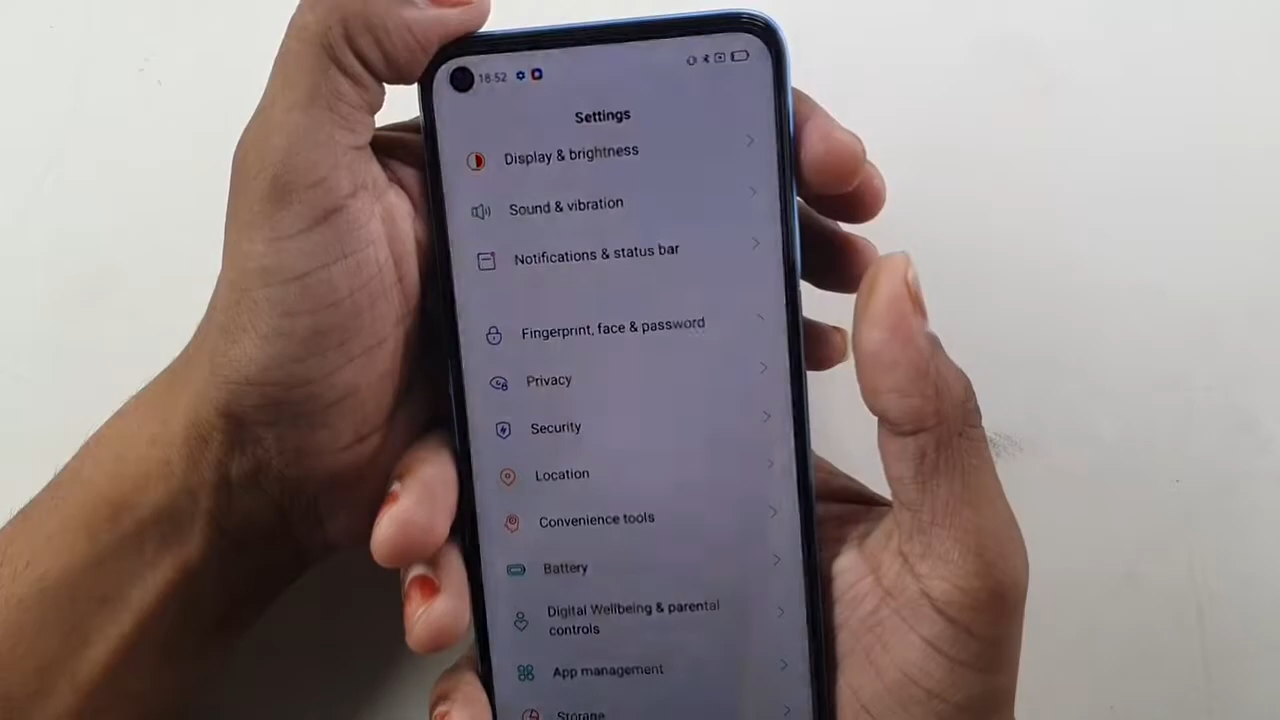 18:52
Settings
Display & brightness
Sound & vibration
Notifications & status bar
Fingerprint, face & password
Privacy
Security
Location
Convenience tools
Battery
Digital Wellbeing & parental
controls
App management
Storage